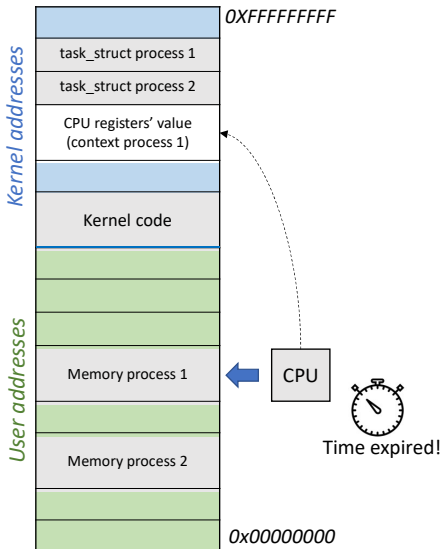 0XFFFFFFFFF
task_struct process 1
task_struct process 2
CPU registers’ value
(context process 1)
Kernel addresses
Kernel code
User addresses
Memory process 1
CPU
Time expired!
Memory process 2
0x00000000